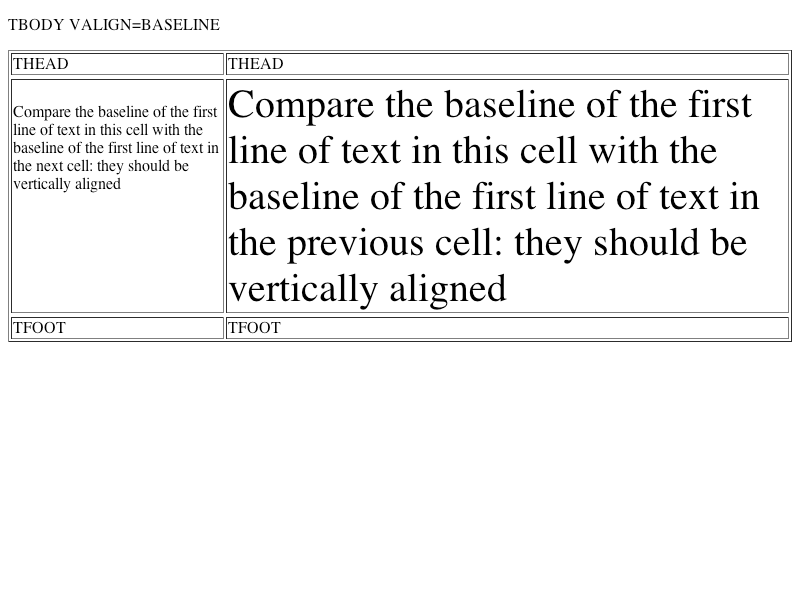 TBODY VALIGN=BASELINE
THEAD THEAD
Compare the baseline of the first
line of text in this cell with the
baseline of the first line of text in
the next cell: they should be
vertically aligned
Compare the baseline of the first
line of text in this cell with the
baseline of the first line of text in
the previous cell: they should be
vertically aligned
TFOOT TFOOT